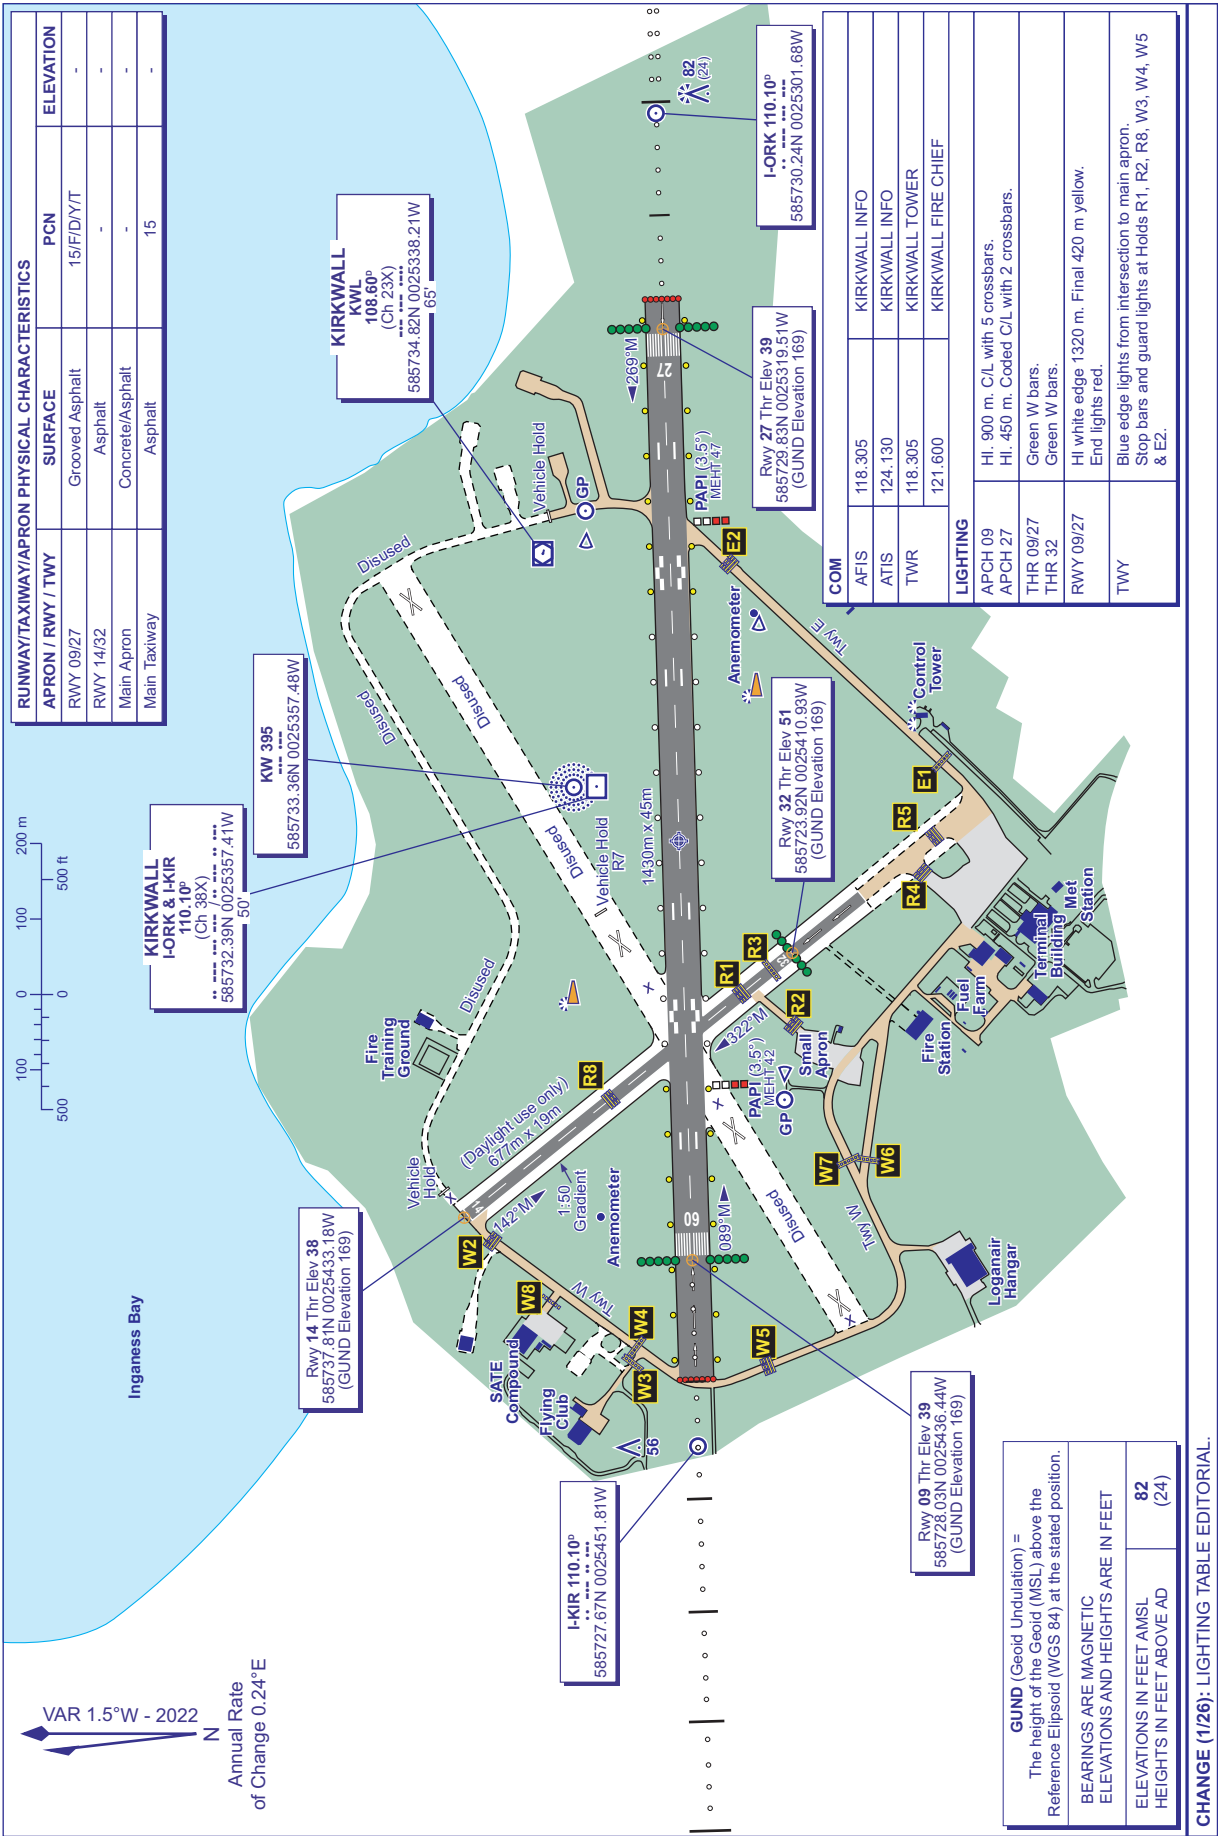 RUNWAY/TAXIWAY/APRON PHYSICAL CHARACTERISTICS
APRON / RWY / TWY SURFACE PCN ELEVATION
RWY 09/27 Grooved Asphalt 15/F/D/Y/T -
RWY 14/32 Asphalt - -
Main Apron Concrete/Asphalt - -
Main Taxiway Asphalt 15 -
VAR 1.5°W - 2022
N
Annual Rate
of Change 0.24°E
Inganess Bay
500 0 500 ft
100 0 100 200 m
KIRKWALL
I-ORK & I-KIR
110.10ᴰ
(Ch 38X)
585732.39N 0025357.41W
50'
KW 395
585733.36N 0025357.48W
KIRKWALL
KWL
108.60ᴰ
(Ch 23X)
585734.82N 0025338.21W
65'
Rwy 14 Thr Elev 38
585737.81N 0025433.18W
(GUND Elevation 169)
Fire
Training
Ground
Vehicle
Hold
Disused
Disused
Disused
Disused
Disused
Disused
Vehicle Hold
GP
Vehicle Hold
R7
W2
14
142°M
(Daylight use only)
677m x 19m
1:50
Gradient
R8
Anemometer
W8
SATE
Compound
Twy W
W4
W3
Flying
Club
56
I-KIR 110.10ᴰ
585727.67N 0025451.81W
09
089°M
1430m x 45m
27
269°M
82
(24)
I-ORK 110.10ᴰ
585730.24N 0025301.68W
Rwy 27 Thr Elev 39
585729.83N 0025319.51W
(GUND Elevation 169)
PAPI (3.5°)
MEHT 47
E2
Anemometer
Twy E
Control
Tower
E1
R5
R4
Rwy 32 Thr Elev 51
585723.92N 0025410.93W
(GUND Elevation 169)
R1
R3
R2
32
322°M
PAPI (3.5°)
MEHT 42
GP
Small
Apron
Fire
Station
Fuel
Farm
Terminal
Building
Met
Station
W7
W6
Twy W
Disused
W5
Loganair
Hangar
Rwy 09 Thr Elev 39
585728.03N 0025436.44W
(GUND Elevation 169)
COM
AFIS 118.305 KIRKWALL INFO
ATIS 124.130 KIRKWALL INFO
TWR 118.305 KIRKWALL TOWER
121.600 KIRKWALL FIRE CHIEF
LIGHTING
APCH 09 HI. 900 m. C/L with 5 crossbars.
APCH 27 HI. 450 m. Coded C/L with 2 crossbars.
THR 09/27 Green W bars.
THR 32 Green W bars.
RWY 09/27 HI white edge 1320 m. Final 420 m yellow.
End lights red.
TWY Blue edge lights from intersection to main apron.
Stop bars and guard lights at Holds R1, R2, R8, W3, W4, W5
& E2.
GUND (Geoid Undulation) =
The height of the Geoid (MSL) above the
Reference Elipsoid (WGS 84) at the stated position.
BEARINGS ARE MAGNETIC
ELEVATIONS AND HEIGHTS ARE IN FEET
ELEVATIONS IN FEET AMSL 82
HEIGHTS IN FEET ABOVE AD (24)
CHANGE (1/26): LIGHTING TABLE EDITORIAL.